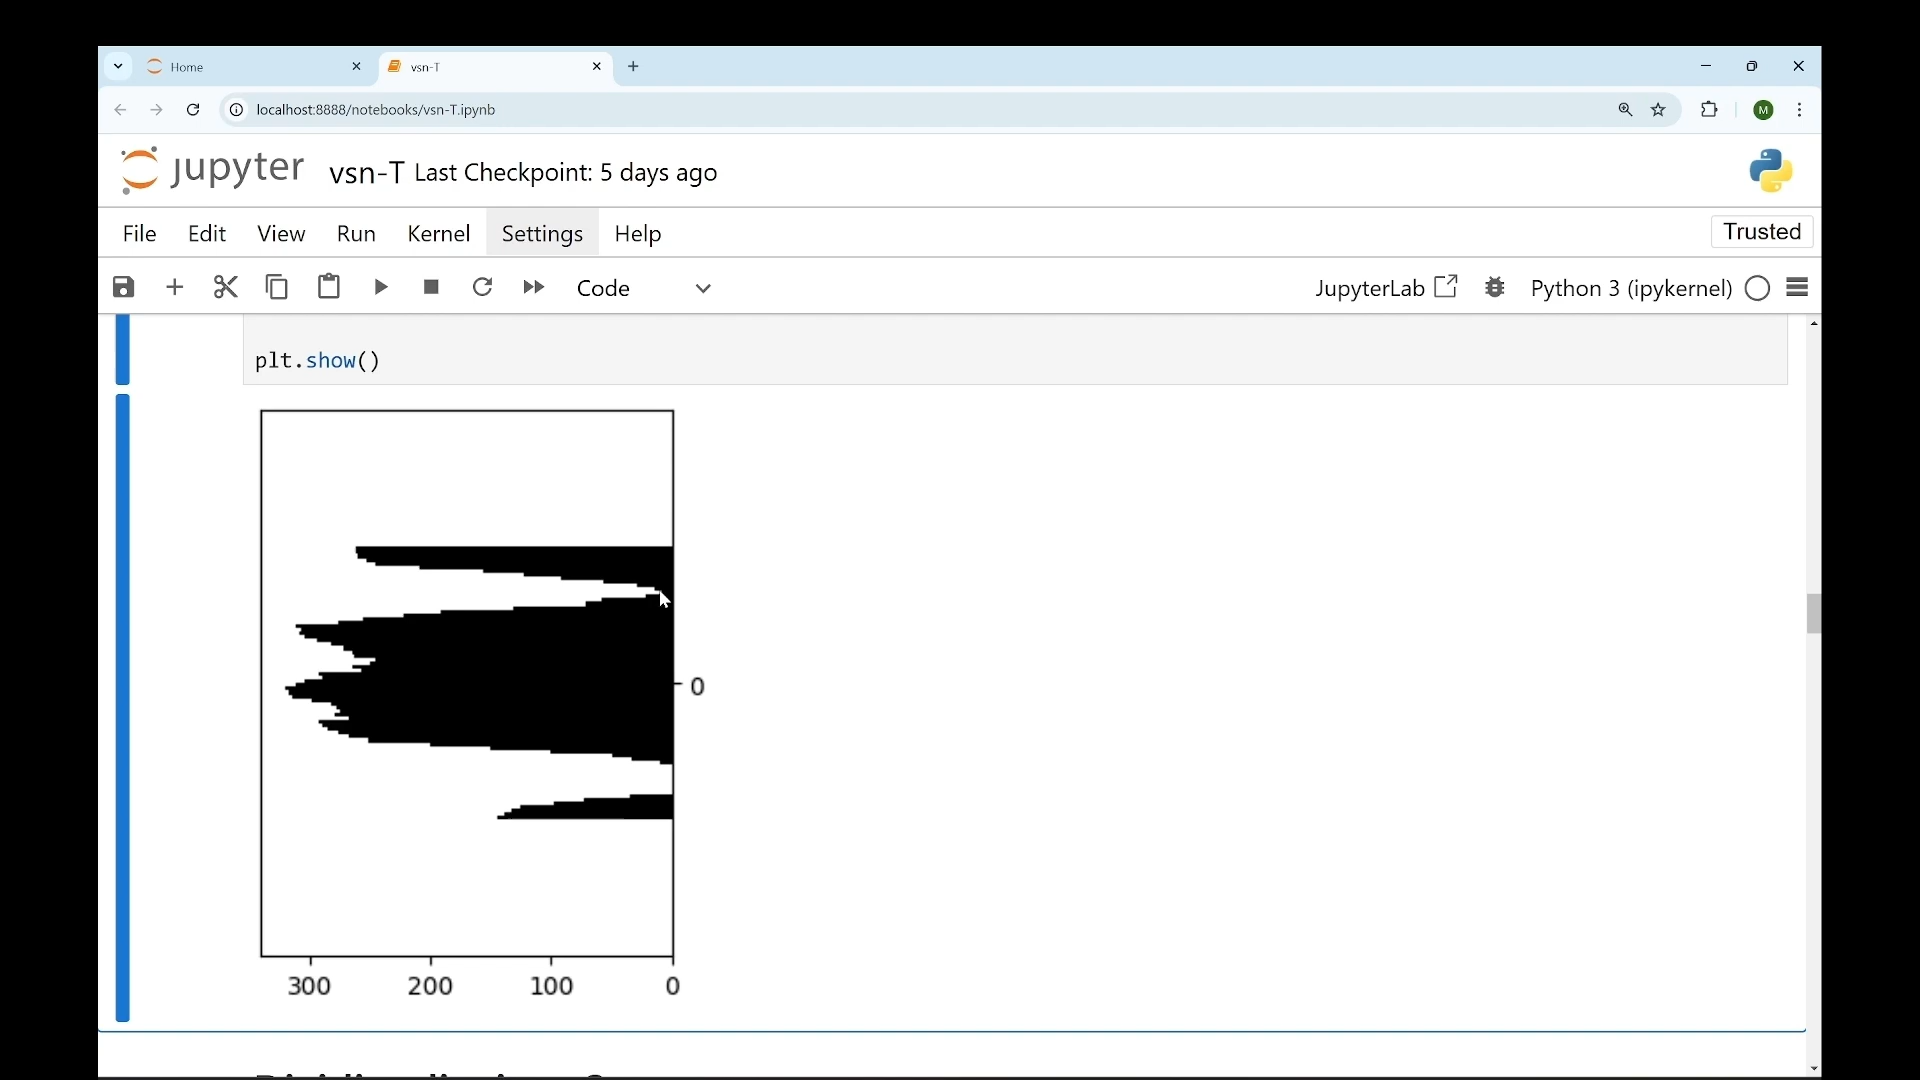 Home
vsn-T
localhost:8888/notebooks/vsn-T.ipynb
M
jupyter
vsn-T Last Checkpoint: 5 days ago
File Edit View Run Kernel Settings Help
Trusted
Code
JupyterLab
Python 3 (ipykernel)
plt.show()
0
300 200 100 0